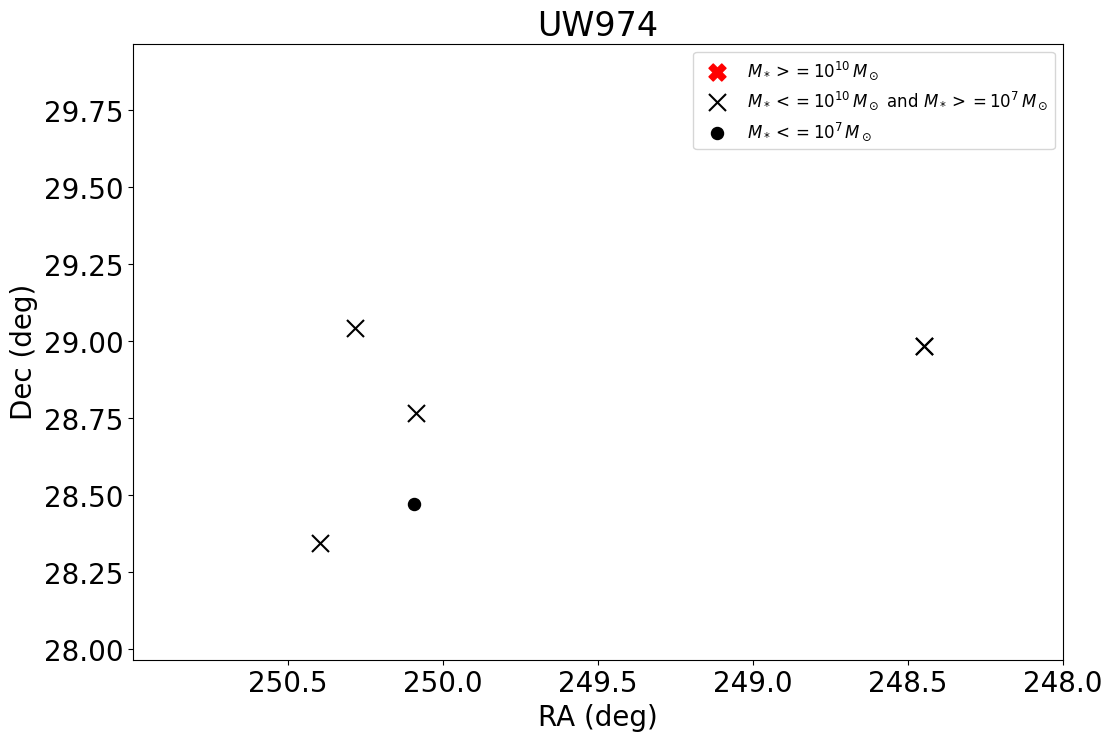 UW974
M* >= 10^10 M⊙
M* <= 10^10 M⊙ and M* >= 10^7 M⊙
M* <= 10^7 M⊙
29.75
29.50
29.25
29.00
28.75
28.50
28.25
28.00
Dec (deg)
250.5 250.0 249.5 249.0 248.5 248.0
RA (deg)